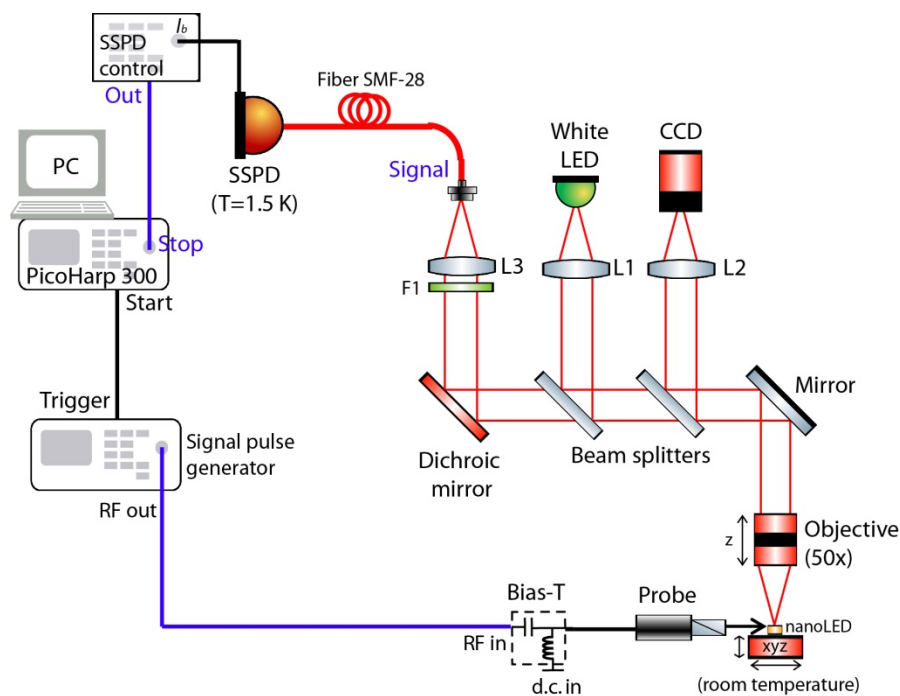 I_b
SSPD
control
Out
Fiber SMF-28
White
LED
CCD
PC
SSPD
(T=1.5 K)
Signal
Stop
PicoHarp 300
Start
L3
L1
L2
F1
Trigger
Mirror
Signal pulse
generator
Dichroic
mirror
Beam splitters
RF out
z
Objective
(50x)
Bias-T
Probe
RF in
nanoLED
xyz
d.c. in
(room temperature)